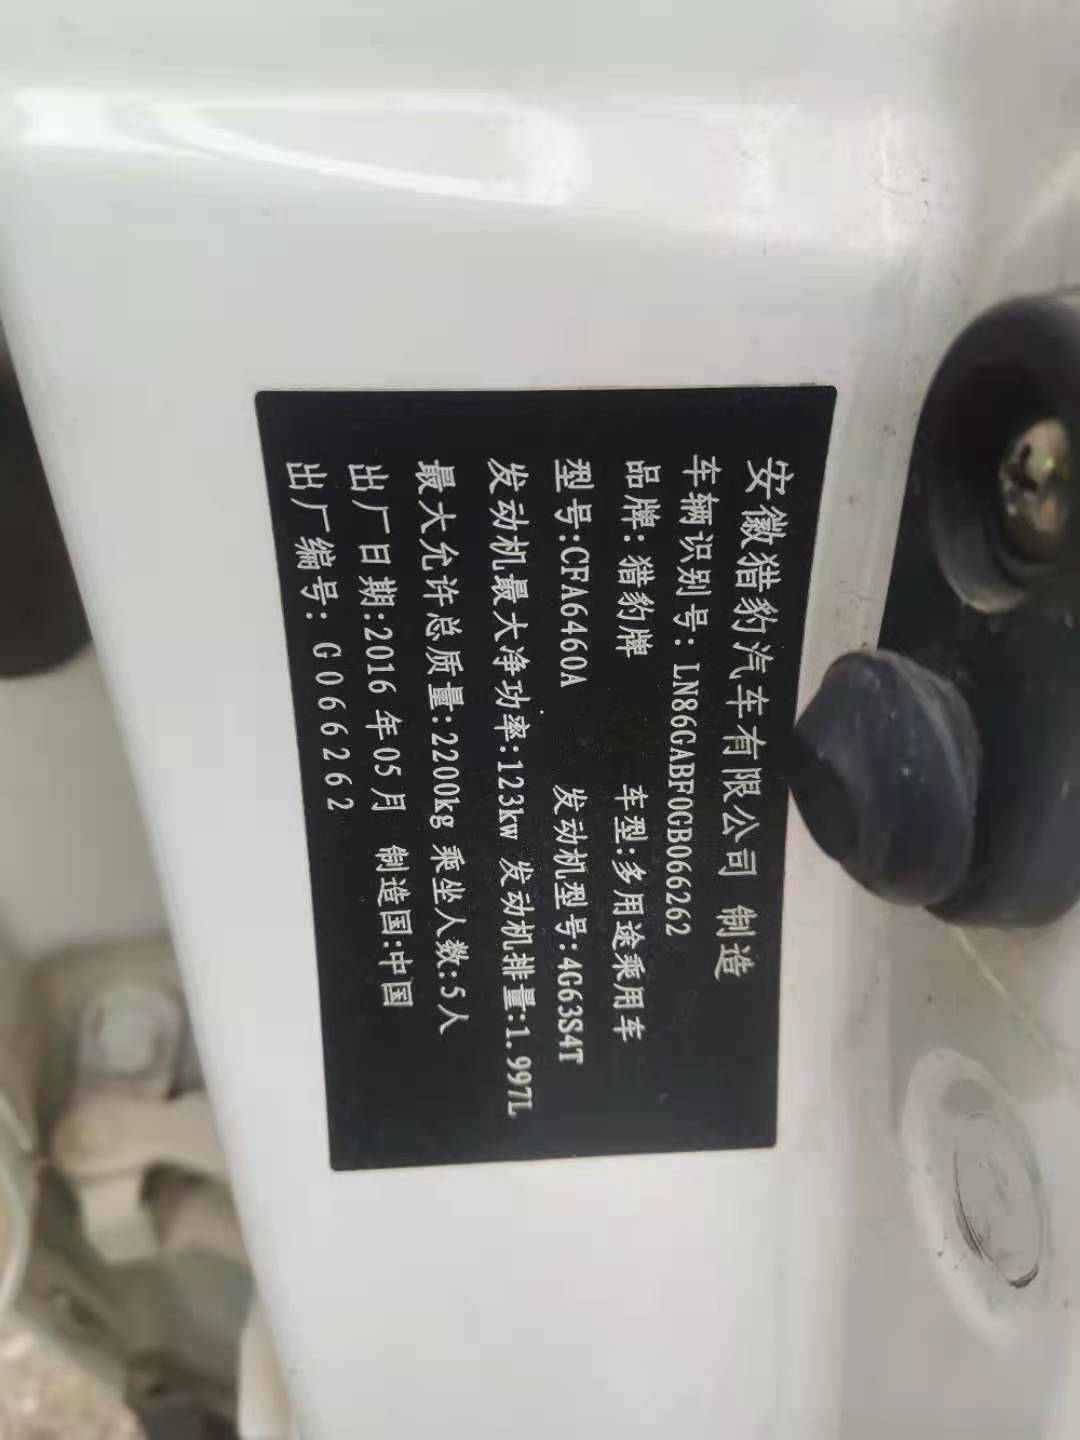 安徽猎豹汽车有限公司 制造
车辆识别号: LN86GABF0GB066262
品牌: 猎豹牌 车型:多用途乘用车
型号:CFA6460A 发动机型号:4G63S4T
发动机最大净功率:123kw 发动机排量:1.997L
最大允许总质量:2200kg 乘坐人数:5人
出厂日期:2016年05月 制造国:中国
出厂编号: G066262